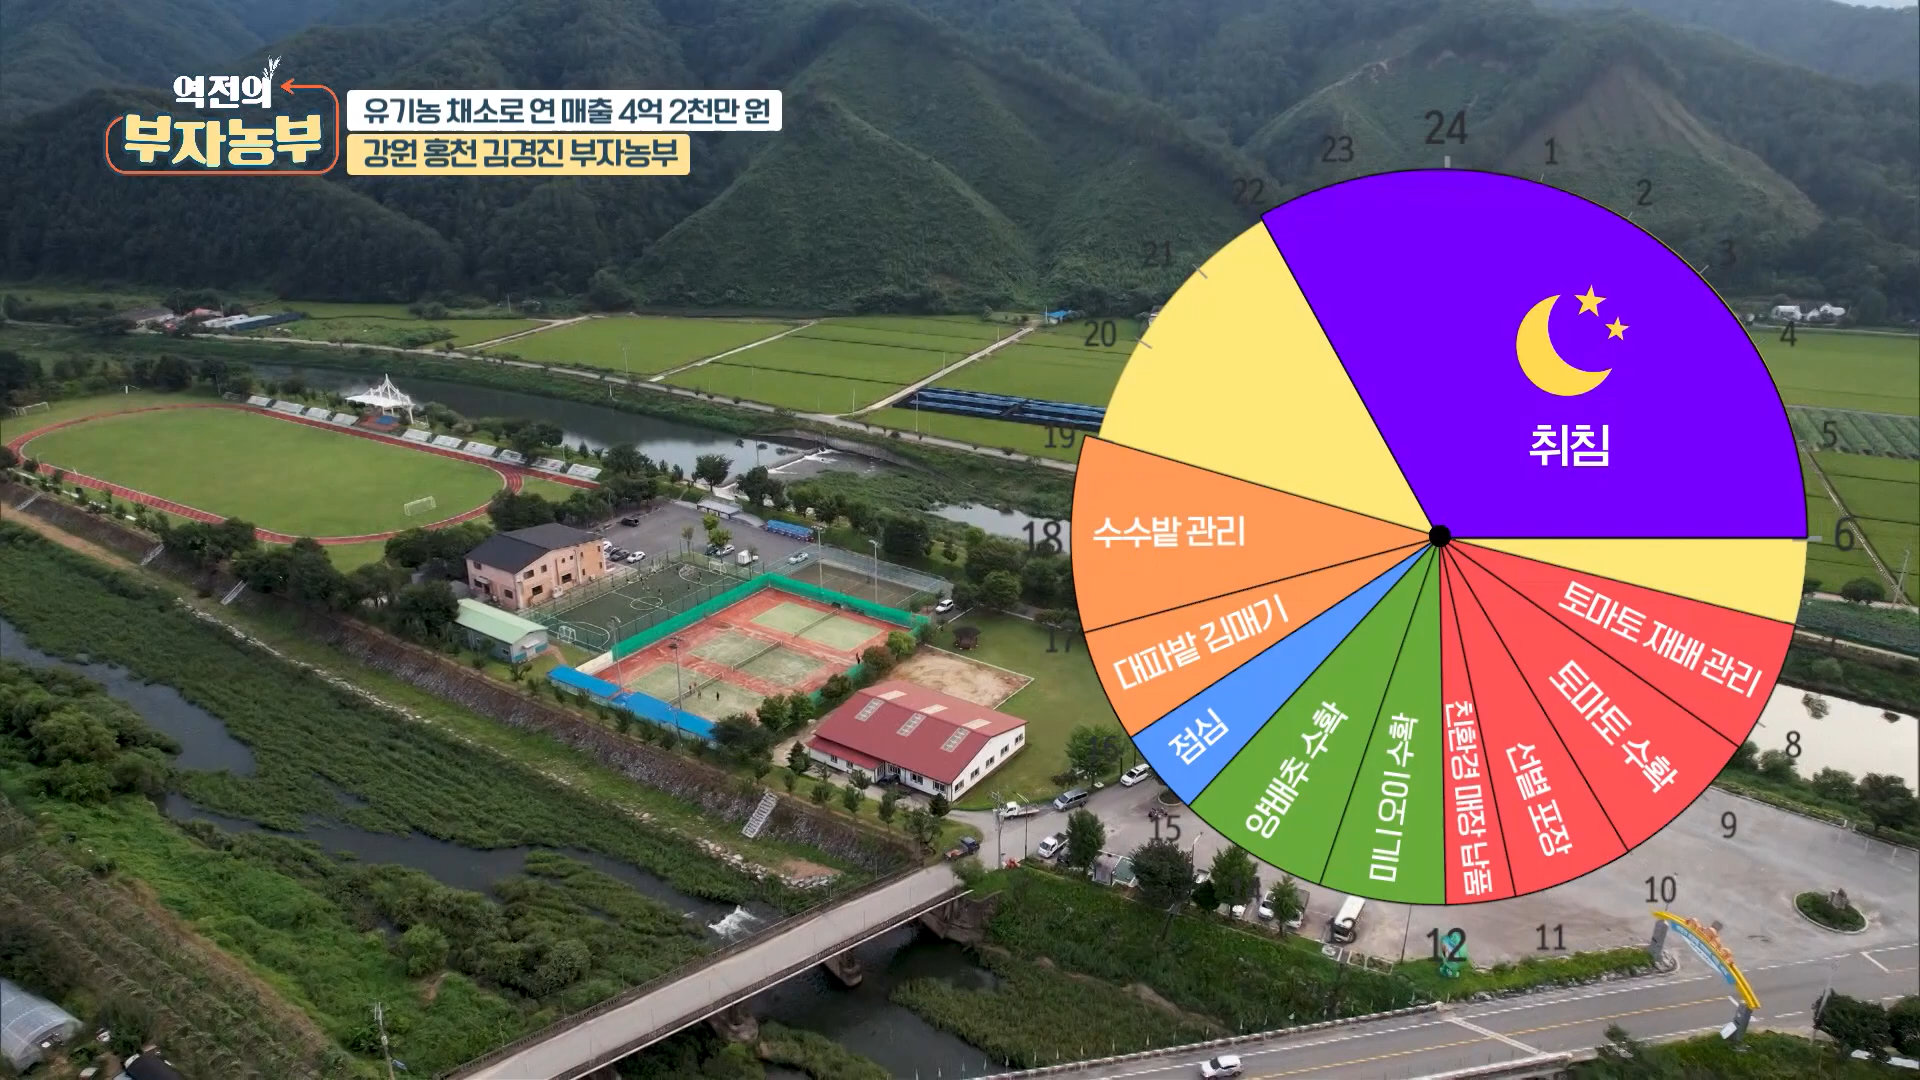 역전의
부자농부
유기농 채소로 연 매출 4억 2천만 원
강원 홍천 김경진 부자농부
24
1
2
3
4
5
6
8
9
10
11
12
13
15
16
17
18
19
20
21
22
23
취침
토마토 재배 관리
토마토 수확
선별 포장
친환경 매장 납품
미니오이 수확
양배추 수확
점심
대파밭 김매기
수수밭 관리